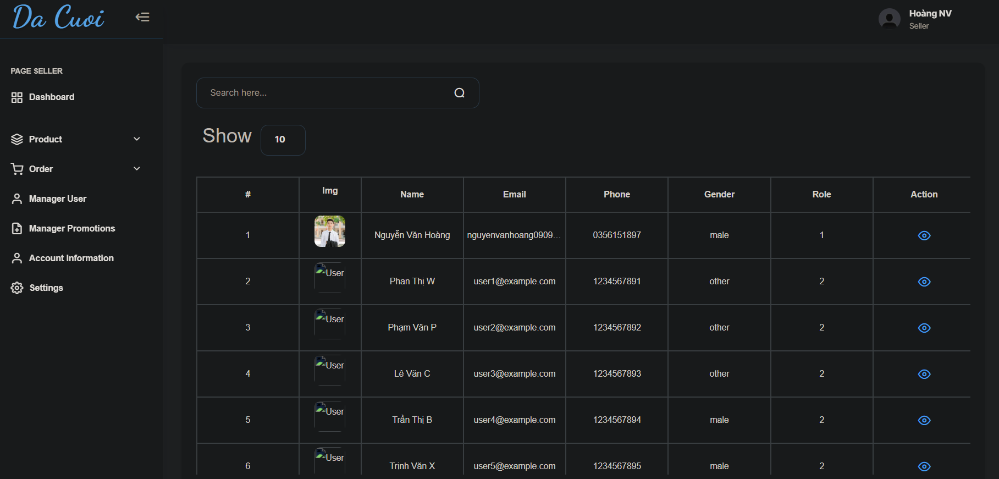 Da Cuoi
Hoàng NV
Seller
PAGE SELLER
Dashboard
Product
Order
Manager User
Manager Promotions
Account Information
Settings
Search here...
Show 10
# Img Name Email Phone Gender Role Action
1 Nguyễn Văn Hoàng nguyenvanhoang0909... 0356151897 male 1
2 User Phan Thị W user1@example.com 1234567891 other 2
3 User Phạm Văn P user2@example.com 1234567892 other 2
4 User Lê Văn C user3@example.com 1234567893 other 2
5 User Trần Thị B user4@example.com 1234567894 male 2
6 User Trịnh Văn X user5@example.com 1234567895 male 2